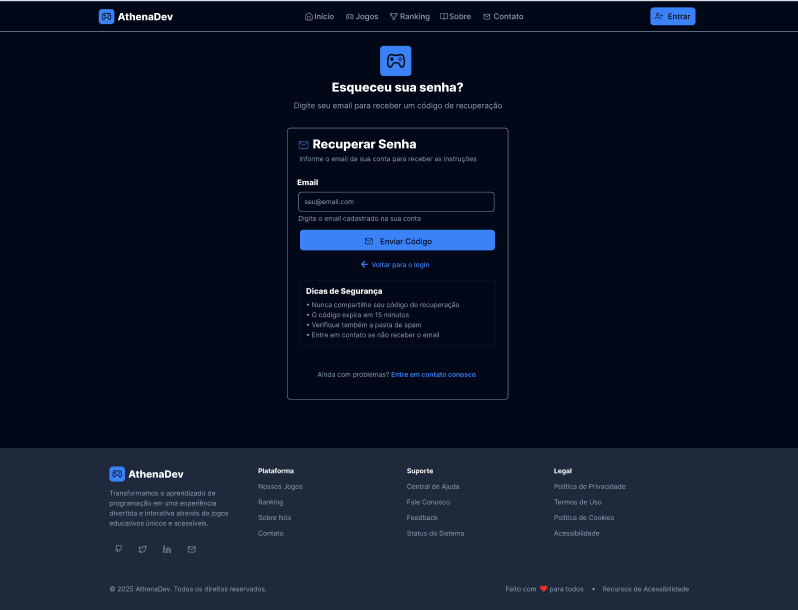 AthenaDev
Início Jogos Ranking Sobre Contato
Entrar
Esqueceu sua senha?
Digite seu email para receber um código de recuperação
Recuperar Senha
Informe o email da sua conta para receber as instruções
Email
seu@email.com
Digite o email cadastrado na sua conta
Enviar Código
Voltar para o login
Dicas de Segurança
• Nunca compartilhe seu código de recuperação
• O código expira em 15 minutos
• Verifique também a pasta de spam
• Entre em contato se não receber o email
Ainda com problemas? Entre em contato conosco
AthenaDev
Transformamos o aprendizado de
programação em uma experiência
divertida e interativa através de jogos
educativos únicos e acessíveis.
Plataforma
Nossos Jogos
Ranking
Sobre Nós
Contato
Suporte
Central de Ajuda
Fale Conosco
Feedback
Status do Sistema
Legal
Política de Privacidade
Termos de Uso
Política de Cookies
Acessibilidade
© 2025 AthenaDev. Todos os direitos reservados.
Feito com ❤ para todos • Recursos de Acessibilidade